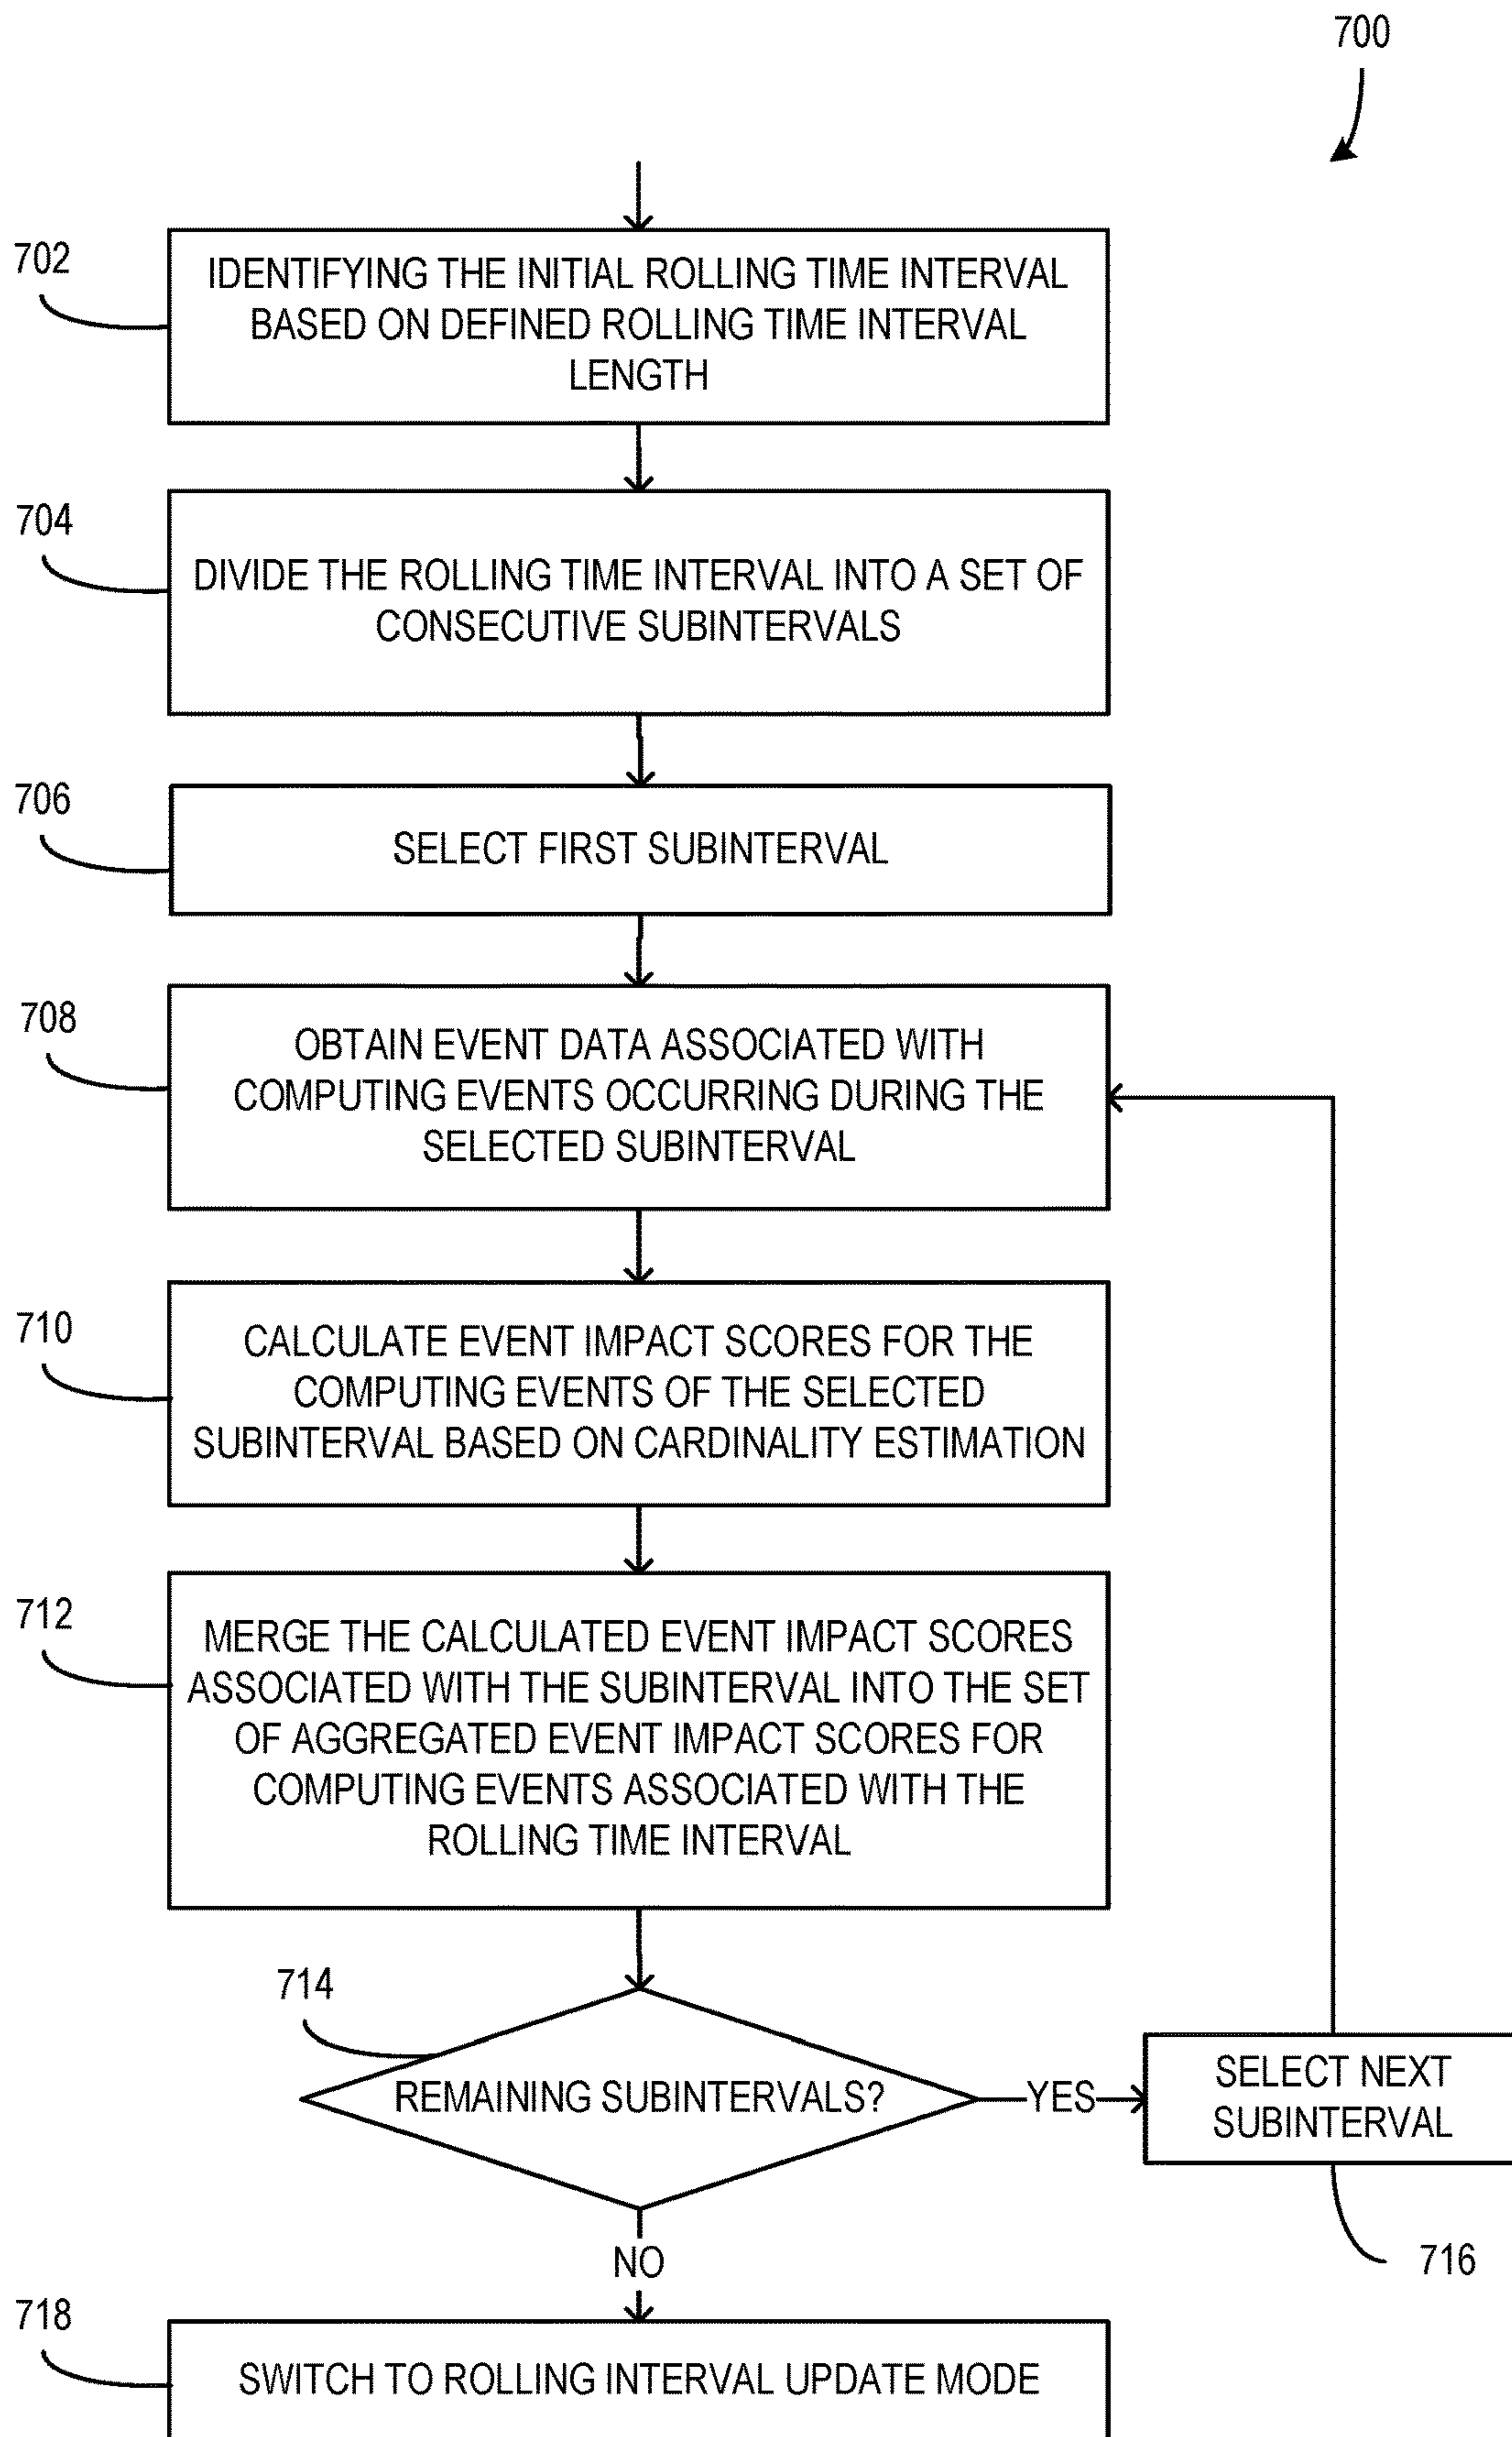 700
702
IDENTIFYING THE INITIAL ROLLING TIME INTERVAL
BASED ON DEFINED ROLLING TIME INTERVAL
LENGTH
704
DIVIDE THE ROLLING TIME INTERVAL INTO A SET OF
CONSECUTIVE SUBINTERVALS
706
SELECT FIRST SUBINTERVAL
708
OBTAIN EVENT DATA ASSOCIATED WITH
COMPUTING EVENTS OCCURRING DURING THE
SELECTED SUBINTERVAL
710
CALCULATE EVENT IMPACT SCORES FOR THE
COMPUTING EVENTS OF THE SELECTED
SUBINTERVAL BASED ON CARDINALITY ESTIMATION
712
MERGE THE CALCULATED EVENT IMPACT SCORES
ASSOCIATED WITH THE SUBINTERVAL INTO THE SET
OF AGGREGATED EVENT IMPACT SCORES FOR
COMPUTING EVENTS ASSOCIATED WITH THE
ROLLING TIME INTERVAL
714
REMAINING SUBINTERVALS?
YES
SELECT NEXT
SUBINTERVAL
716
NO
718
SWITCH TO ROLLING INTERVAL UPDATE MODE